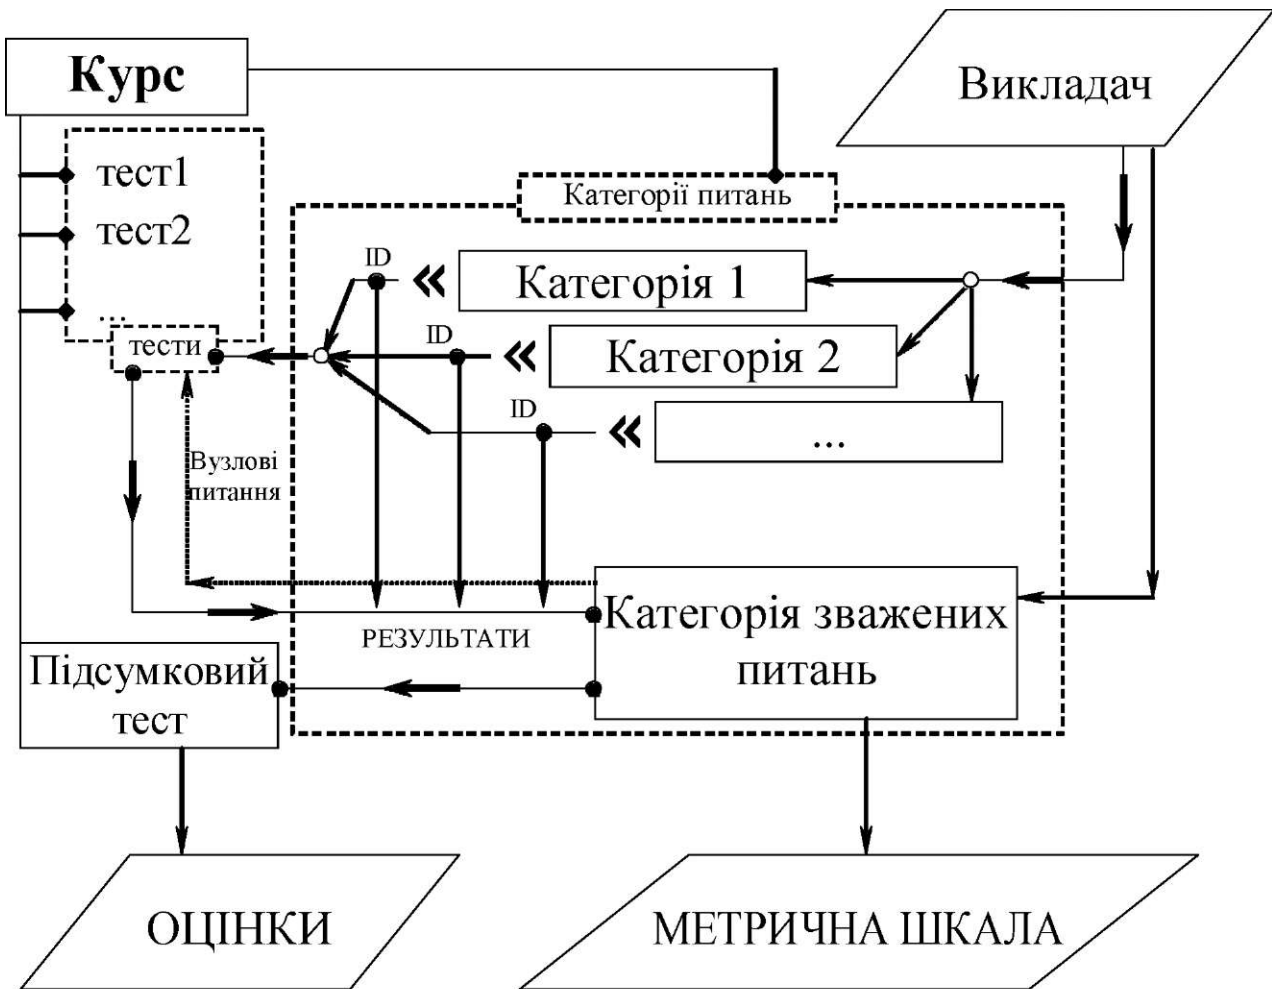 Курс
Викладач
тест1
тест2
...
тести
Категорії питань
ID
«
Категорія 1
ID
«
Категорія 2
ID
«
...
Вузлові
питання
РЕЗУЛЬТАТИ
Категорія зважених
питань
Підсумковий
тест
ОЦІНКИ
МЕТРИЧНА ШКАЛА